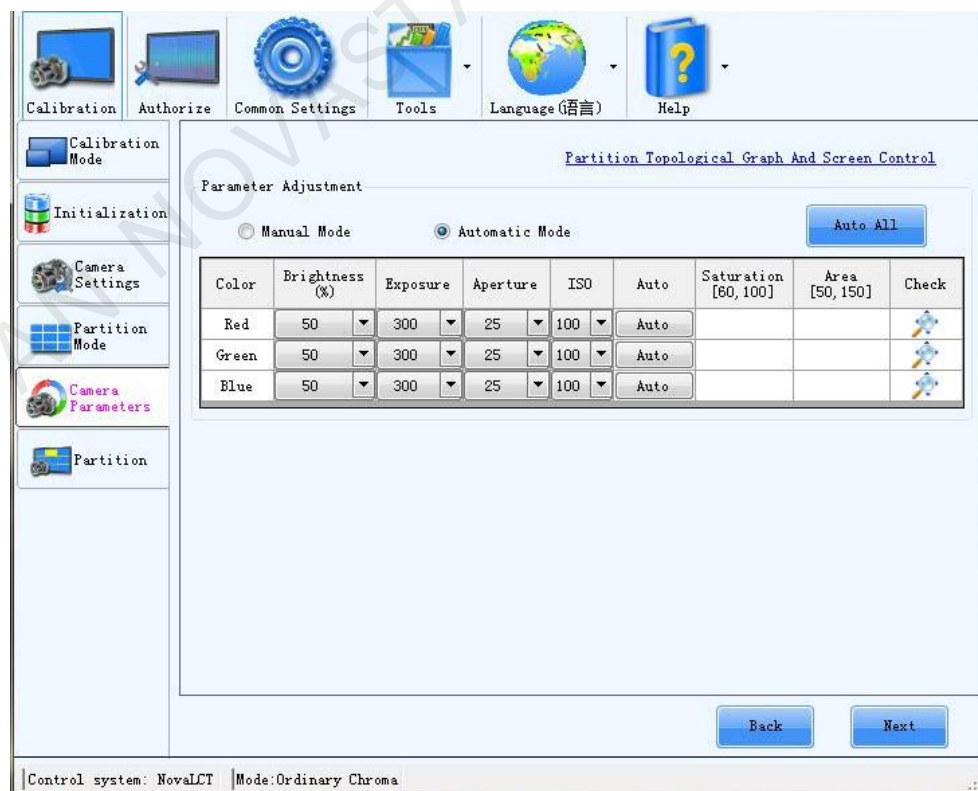 AN NOVASTA
Calibration Authorize Common Settings Tools Language(语言) Help
Calibration
Mode
Initialization
Camera
Settings
Partition
Mode
Camera
Parameters
Partition
Partition Topological Graph And Screen Control
Parameter Adjustment
Manual Mode Automatic Mode Auto All
Color Brightness (%) Exposure Aperture ISO Auto Saturation [60, 100] Area [50, 150] Check
Red 50 300 25 100 Auto
Green 50 300 25 100 Auto
Blue 50 300 25 100 Auto
Back Next
Control system: NovaLCT Mode:Ordinary Chroma